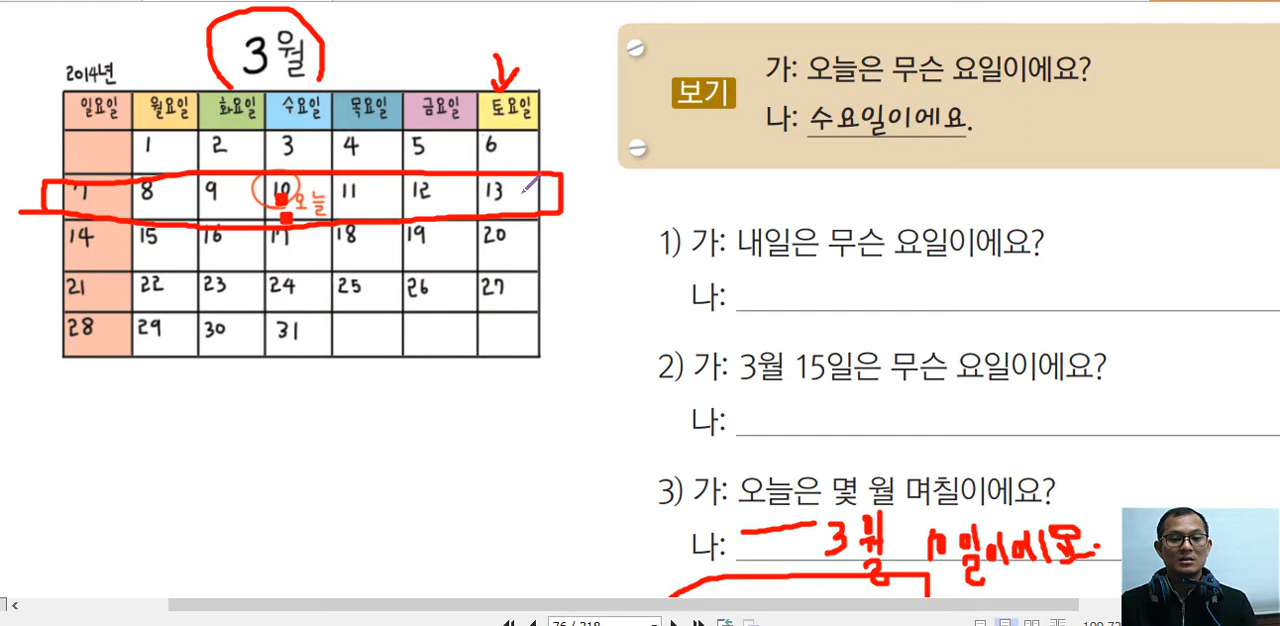 3월
2014년
일요일 월요일 화요일 수요일 목요일 금요일 토요일
1 2 3 4 5 6
7 8 9 10 오늘 11 12 13
14 15 16 17 18 19 20
21 22 23 24 25 26 27
28 29 30 31
보기
가: 오늘은 무슨 요일이에요?
나: 수요일이에요.
1) 가: 내일은 무슨 요일이에요?
나:
2) 가: 3월 15일은 무슨 요일이에요?
나:
3) 가: 오늘은 몇 월 며칠이에요?
나: 3월 10일이에요.
76 / 218